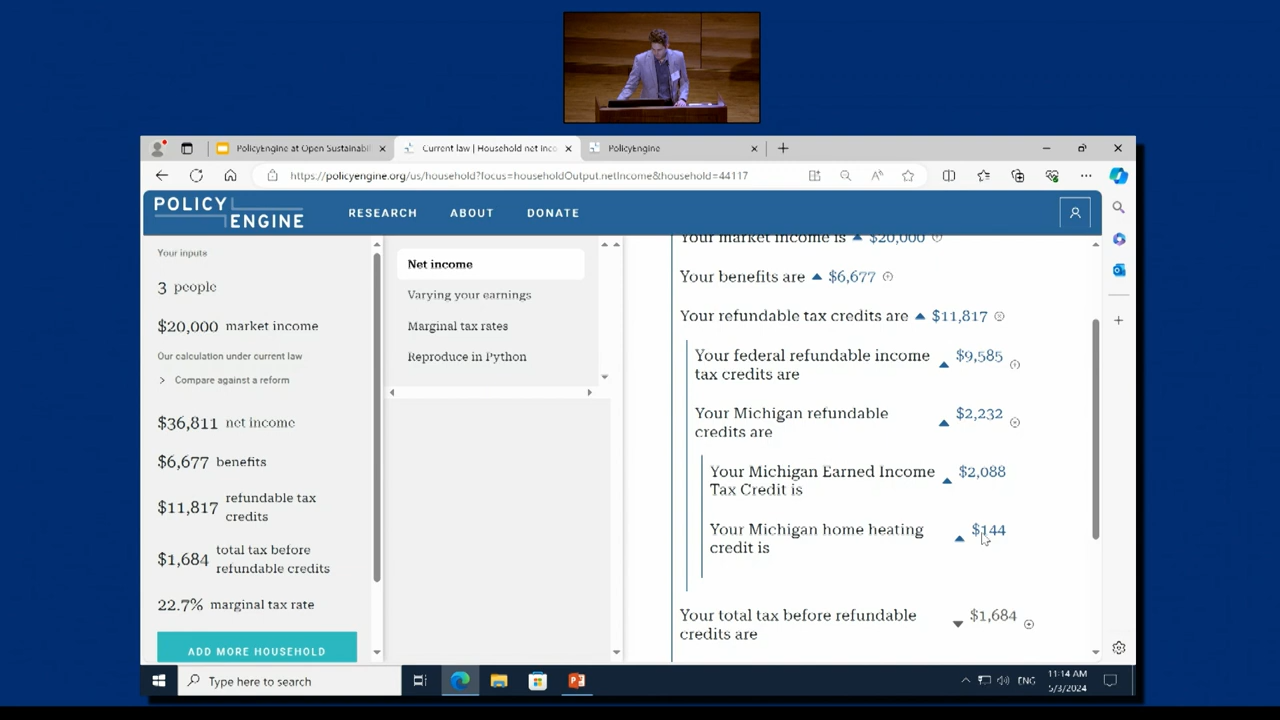 PolicyEngine at Open Sustainabil
Current law | Household net inco
PolicyEngine
https://policyengine.org/us/household?focus=householdOutput.netIncome&household=44117
POLICY
ENGINE
RESEARCH
ABOUT
DONATE
Your inputs
3 people
$20,000 market income
Our calculation under current law
Compare against a reform
$36,811 net income
$6,677 benefits
$11,817 refundable tax
credits
$1,684 total tax before
refundable credits
22.7% marginal tax rate
ADD MORE HOUSEHOLD
Net income
Varying your earnings
Marginal tax rates
Reproduce in Python
Your market income is $20,000
Your benefits are $6,677
Your refundable tax credits are $11,817
Your federal refundable income
tax credits are $9,585
Your Michigan refundable
credits are $2,232
Your Michigan Earned Income
Tax Credit is $2,088
Your Michigan home heating
credit is $144
Your total tax before refundable
credits are $1,684
Type here to search
ENG
11:14 AM
5/3/2024